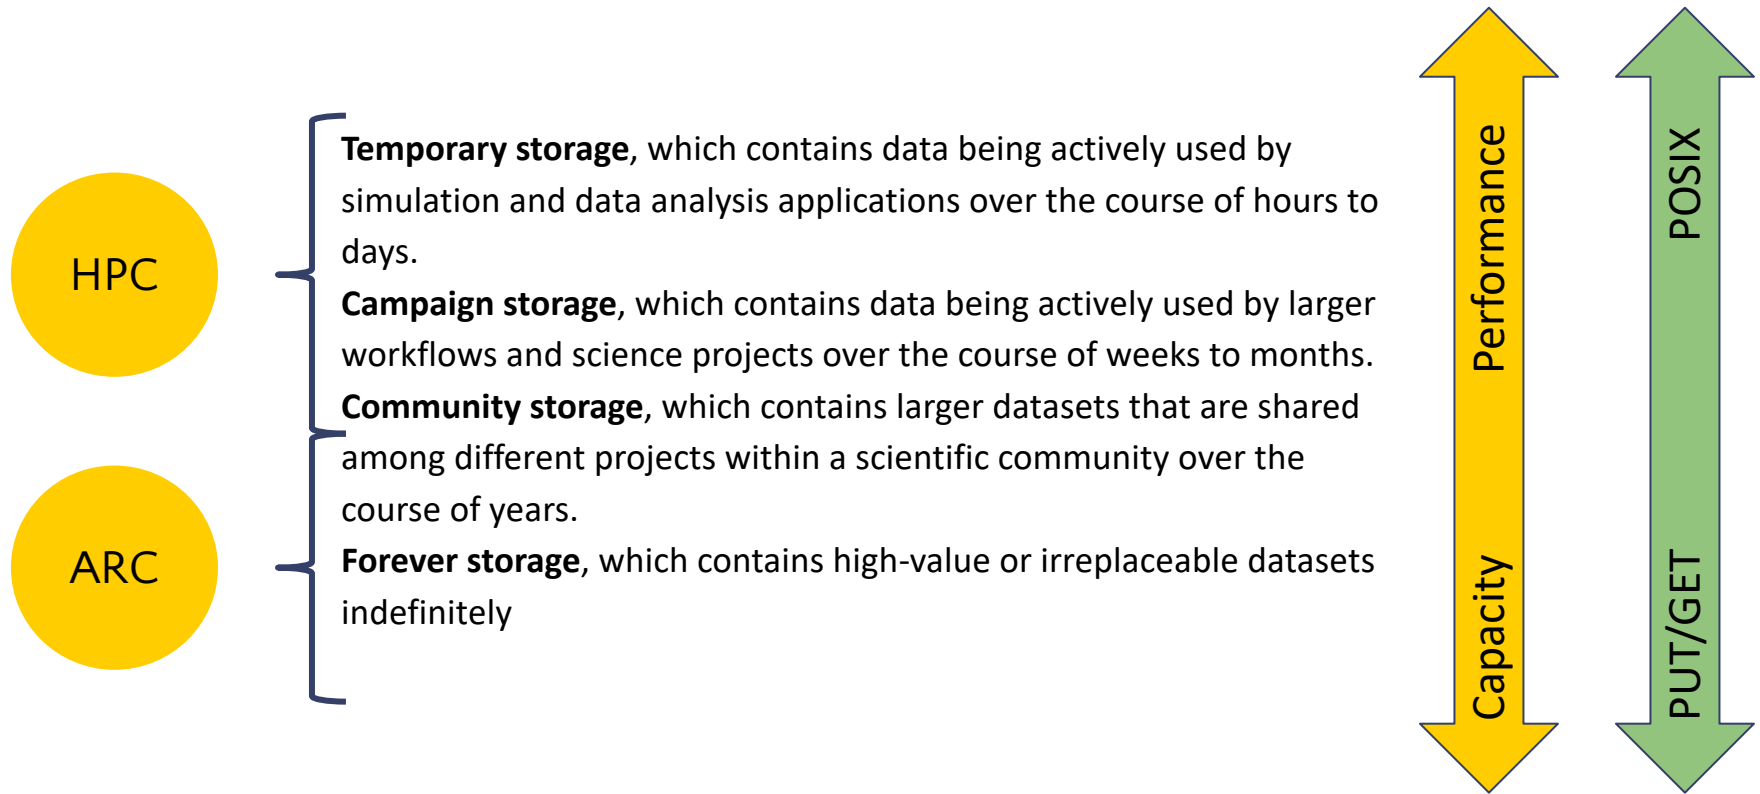 HPC
ARC
Temporary storage, which contains data being actively used by
simulation and data analysis applications over the course of hours to
days.
Campaign storage, which contains data being actively used by larger
workflows and science projects over the course of weeks to months.
Community storage, which contains larger datasets that are shared
among different projects within a scientific community over the
course of years.
Forever storage, which contains high-value or irreplaceable datasets
indefinitely
Performance
Capacity
POSIX
PUT/GET